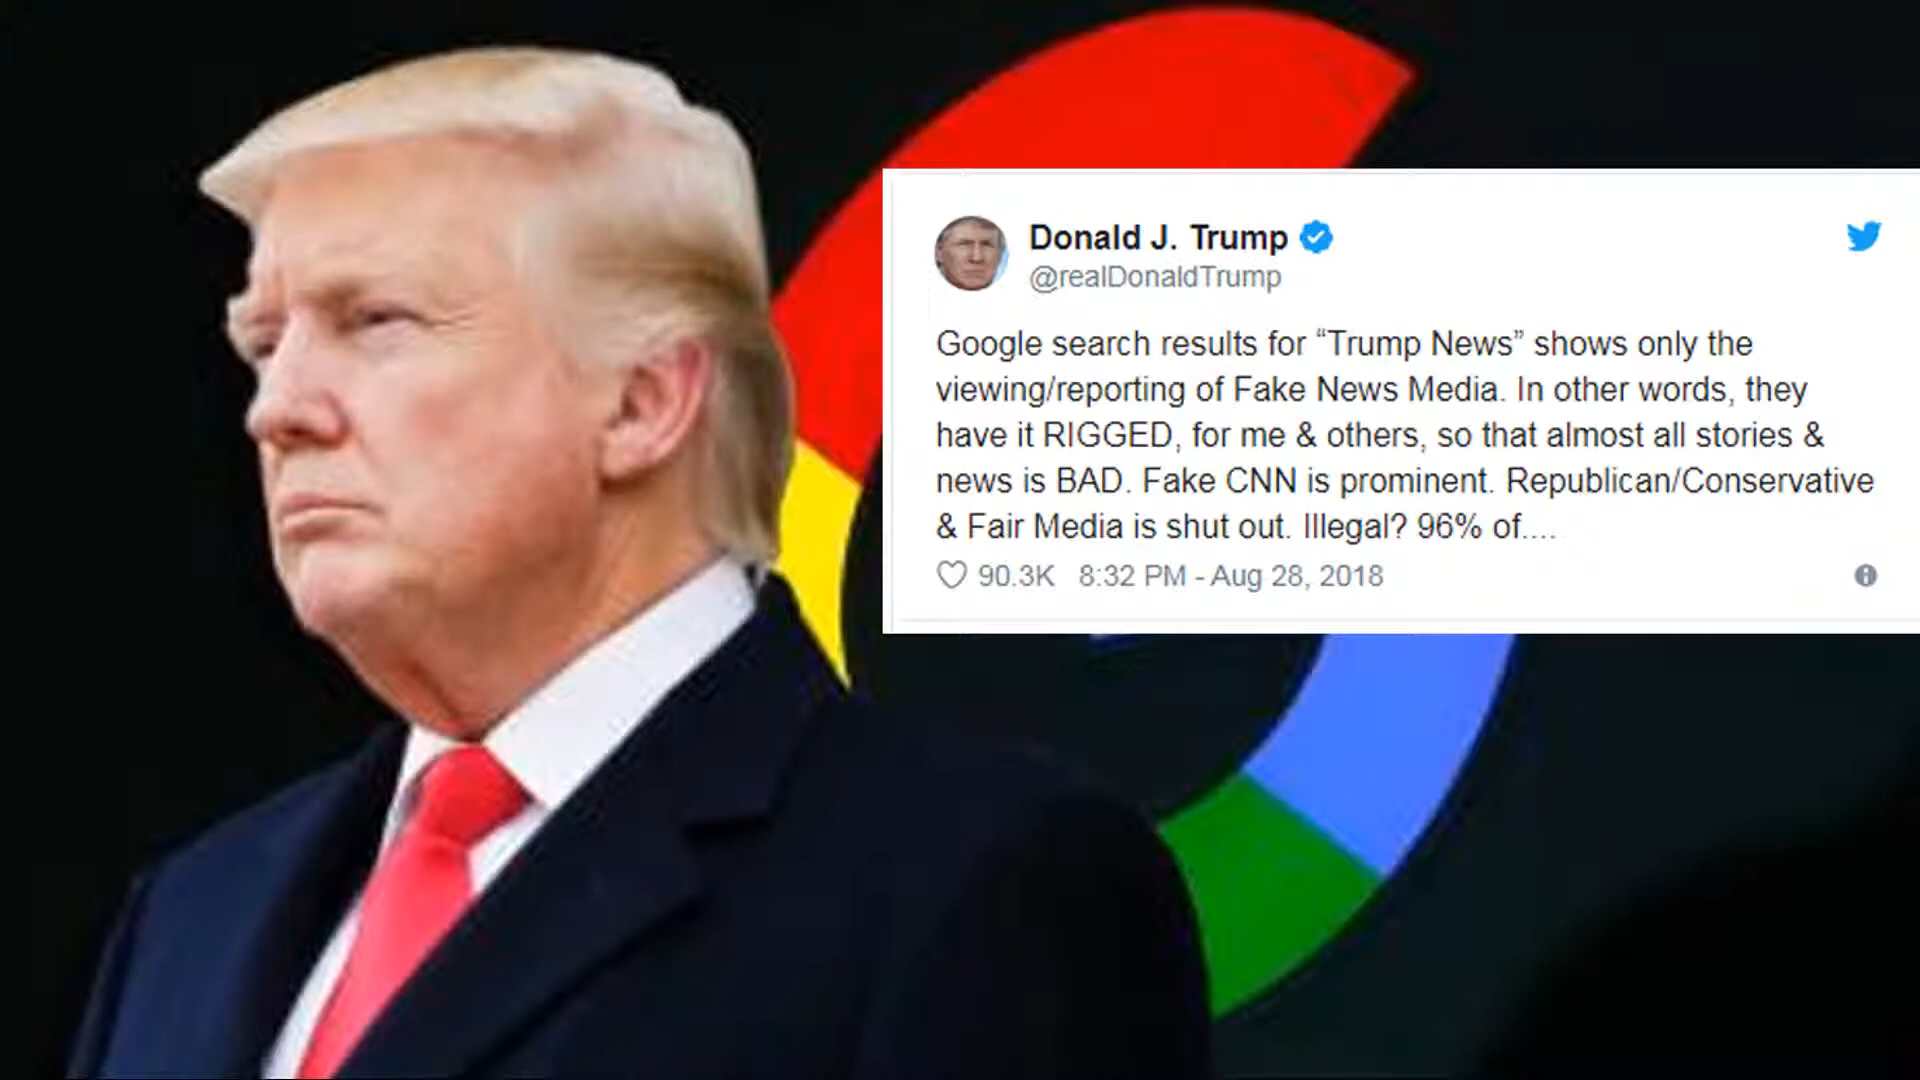 Donald J. Trump
@realDonaldTrump
Google search results for “Trump News” shows only the
viewing/reporting of Fake News Media. In other words, they
have it RIGGED, for me & others, so that almost all stories &
news is BAD. Fake CNN is prominent. Republican/Conservative
& Fair Media is shut out. Illegal? 96% of....
90.3K 8:32 PM - Aug 28, 2018